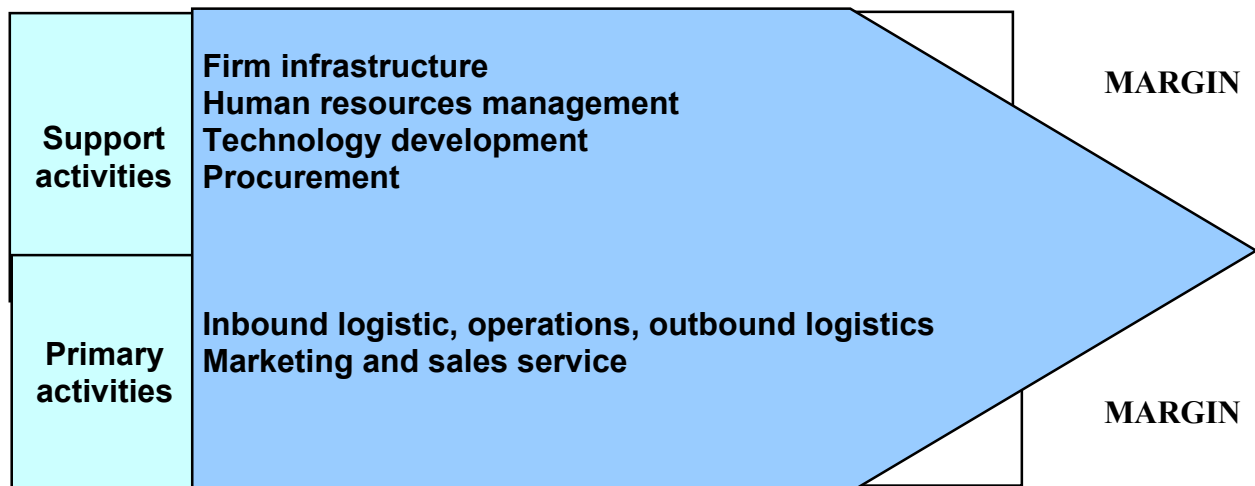 Support
activities
Firm infrastructure
Human resources management
Technology development
Procurement
MARGIN
Primary
activities
Inbound logistic, operations, outbound logistics
Marketing and sales service
MARGIN